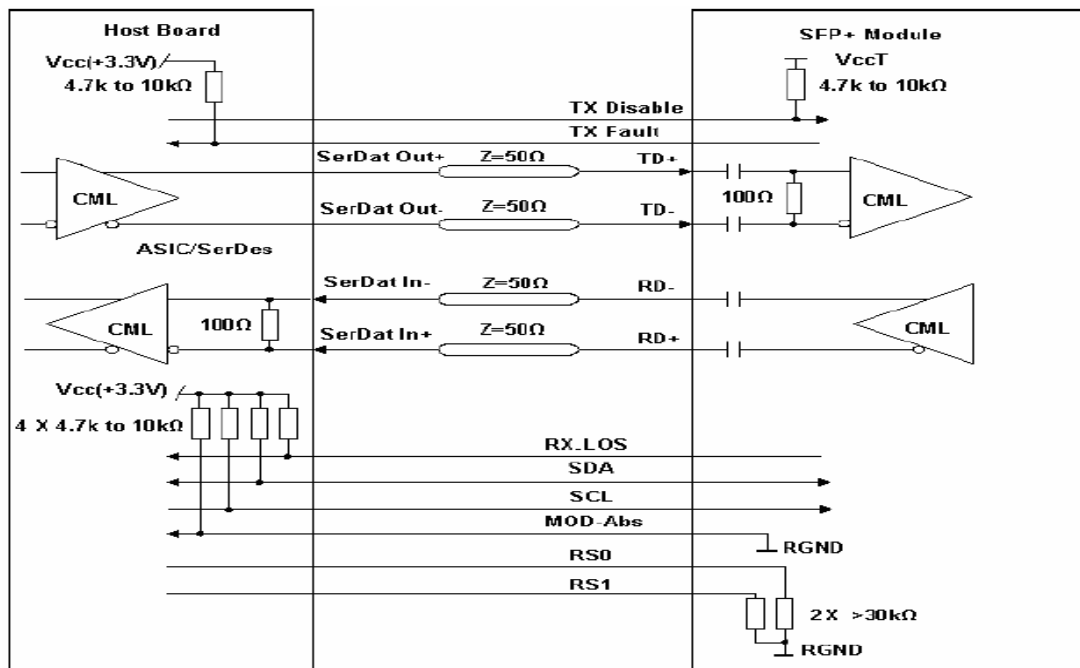 Host Board
SFP+ Module
Vcc(+3.3V)
4.7k to 10kΩ
VccT
4.7k to 10kΩ
TX Disable
TX Fault
SerDat Out+
Z=50Ω
TD+
CML
100Ω
SerDat Out-
Z=50Ω
TD-
ASIC/SerDes
SerDat In-
Z=50Ω
RD-
CML
100Ω
SerDat In+
Z=50Ω
RD+
CML
Vcc(+3.3V)
4 X 4.7k to 10kΩ
RX_LOS
SDA
SCL
MOD-Abs
RGND
RS0
RS1
2X >30kΩ
RGND